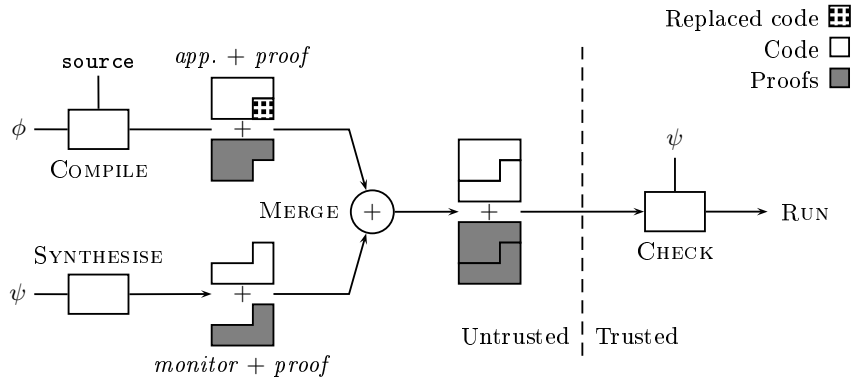 Replaced code
Code
Proofs
source
app. + proof
ϕ
+
COMPILE
ψ
MERGE
+
+
RUN
CHECK
SYNTHESISE
ψ
+
Untrusted
Trusted
monitor + proof